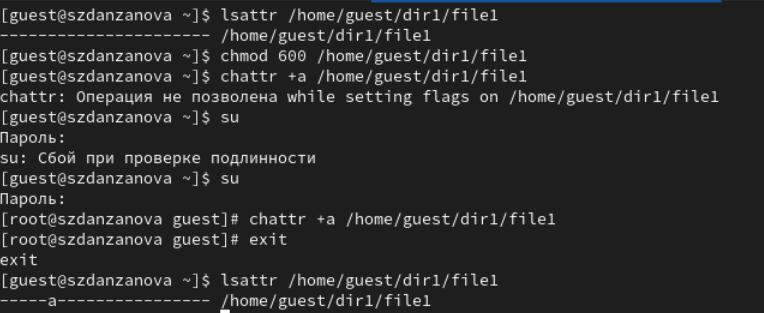 [guest@szdanzanova ~]$ lsattr /home/guest/dir1/file1
---------------------- /home/guest/dir1/file1
[guest@szdanzanova ~]$ chmod 600 /home/guest/dir1/file1
[guest@szdanzanova ~]$ chattr +a /home/guest/dir1/file1
chattr: Операция не позволена while setting flags on /home/guest/dir1/file1
[guest@szdanzanova ~]$ su
Пароль:
su: Сбой при проверке подлинности
[guest@szdanzanova ~]$ su
Пароль:
[root@szdanzanova guest]# chattr +a /home/guest/dir1/file1
[root@szdanzanova guest]# exit
exit
[guest@szdanzanova ~]$ lsattr /home/guest/dir1/file1
-----a---------------- /home/guest/dir1/file1